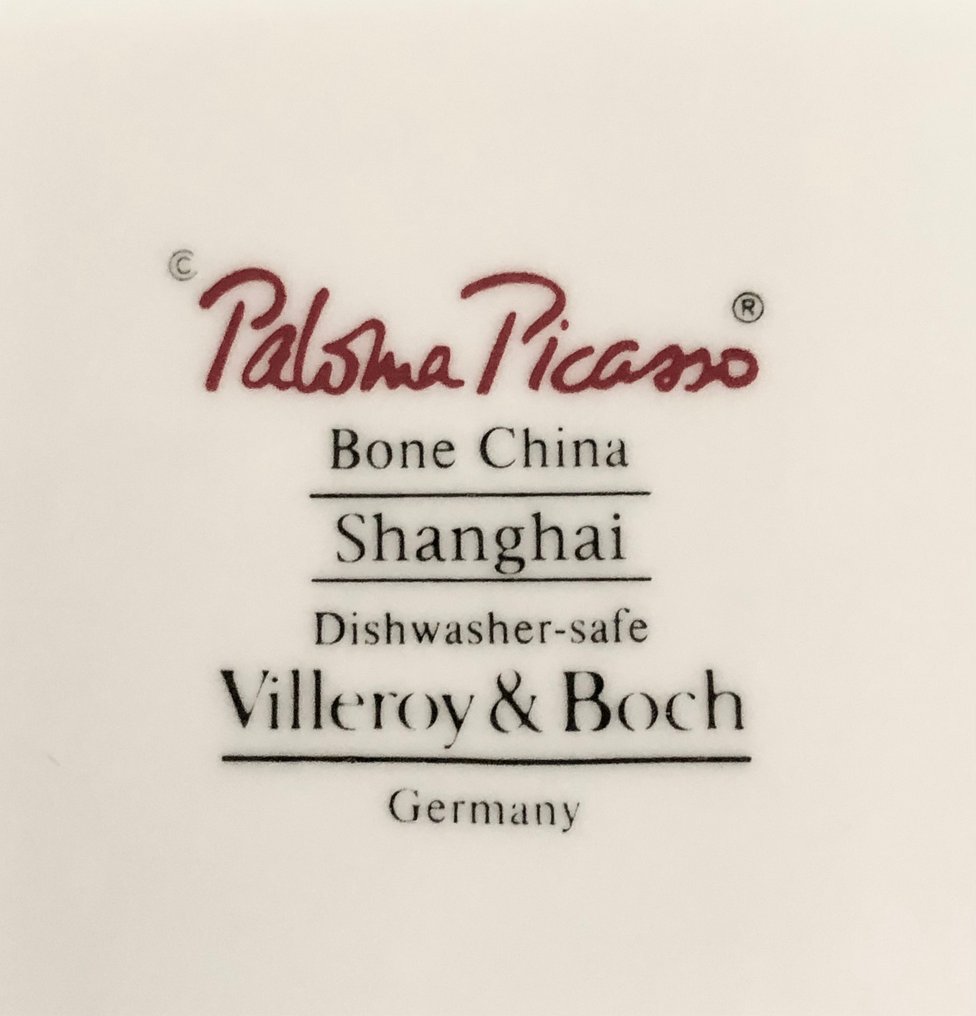 © Paloma Picasso ®
Bone China
Shanghai
Dishwasher-safe
Villeroy & Boch
Germany